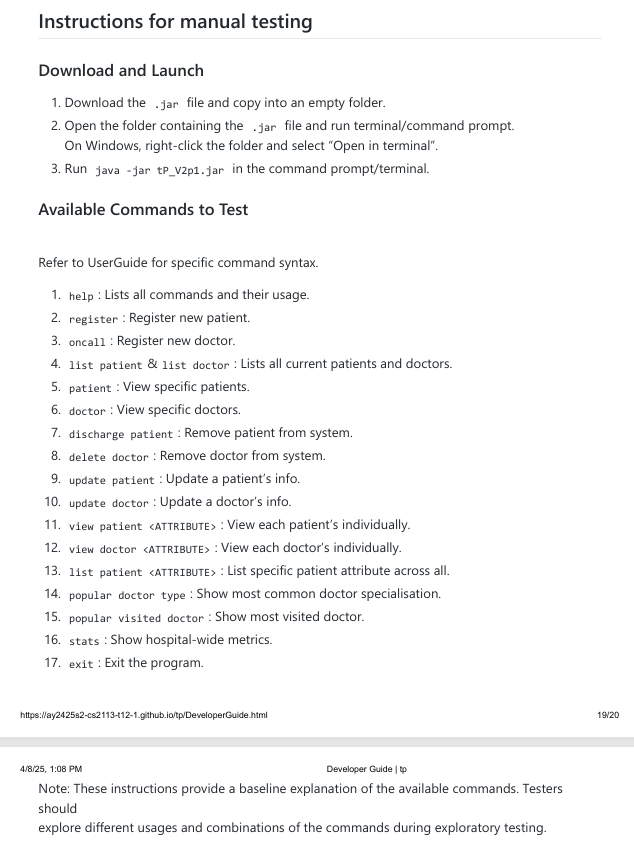 Instructions for manual testing
Download and Launch
1. Download the .jar file and copy into an empty folder.
2. Open the folder containing the .jar file and run terminal/command prompt.
On Windows, right-click the folder and select “Open in terminal”.
3. Run java -jar tP_V2p1.jar in the command prompt/terminal.
Available Commands to Test
Refer to UserGuide for specific command syntax.
1. help : Lists all commands and their usage.
2. register : Register new patient.
3. oncall : Register new doctor.
4. list patient & list doctor : Lists all current patients and doctors.
5. patient : View specific patients.
6. doctor : View specific doctors.
7. discharge patient : Remove patient from system.
8. delete doctor : Remove doctor from system.
9. update patient : Update a patient’s info.
10. update doctor : Update a doctor’s info.
11. view patient <ATTRIBUTE> : View each patient’s individually.
12. view doctor <ATTRIBUTE> : View each doctor’s individually.
13. list patient <ATTRIBUTE> : List specific patient attribute across all.
14. popular doctor type : Show most common doctor specialisation.
15. popular visited doctor : Show most visited doctor.
16. stats : Show hospital-wide metrics.
17. exit : Exit the program.
https://ay2425s2-cs2113-t12-1.github.io/tp/DeveloperGuide.html 19/20
4/8/25, 1:08 PM Developer Guide | tp
Note: These instructions provide a baseline explanation of the available commands. Testers
should
explore different usages and combinations of the commands during exploratory testing.